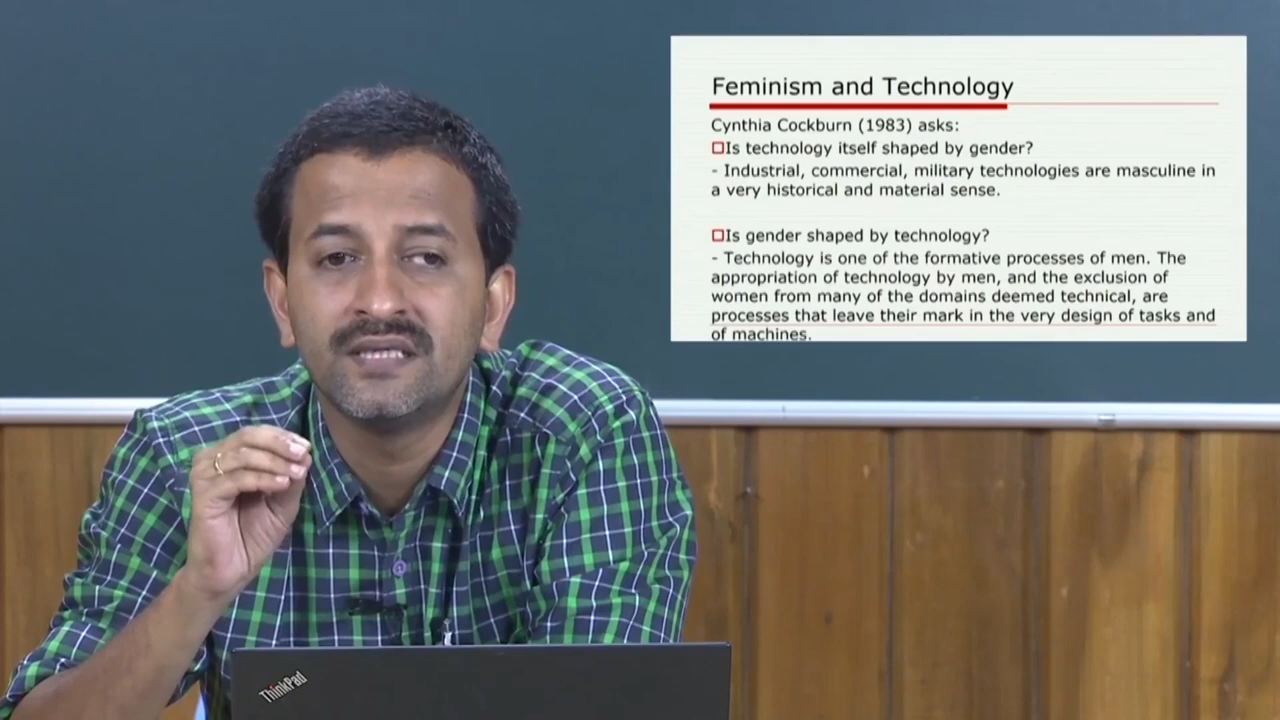 Feminism and Technology
Cynthia Cockburn (1983) asks:
Is technology itself shaped by gender?
- Industrial, commercial, military technologies are masculine in
a very historical and material sense.
Is gender shaped by technology?
- Technology is one of the formative processes of men. The
appropriation of technology by men, and the exclusion of
women from many of the domains deemed technical, are
processes that leave their mark in the very design of tasks and
of machines.
ThinkPad